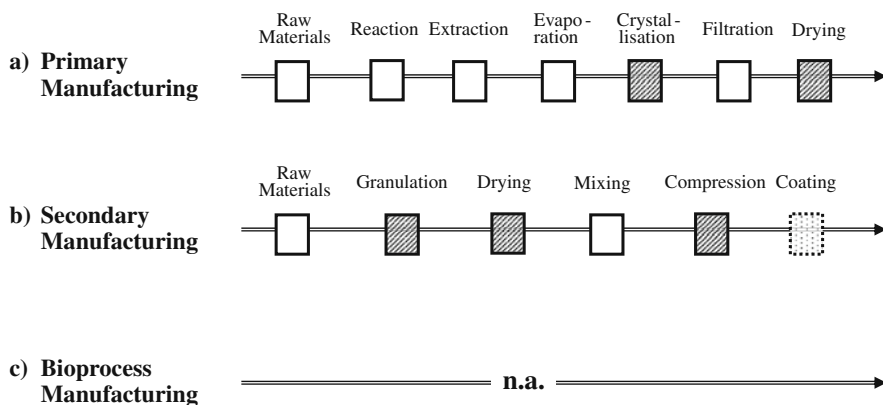 Raw
Materials
Reaction
Extraction
Evapo-
ration
Crystal-
lisation
Filtration
Drying
a) Primary
Manufacturing
Raw
Materials
Granulation
Drying
Mixing
Compression
Coating
b) Secondary
Manufacturing
c) Bioprocess
Manufacturing
n.a.